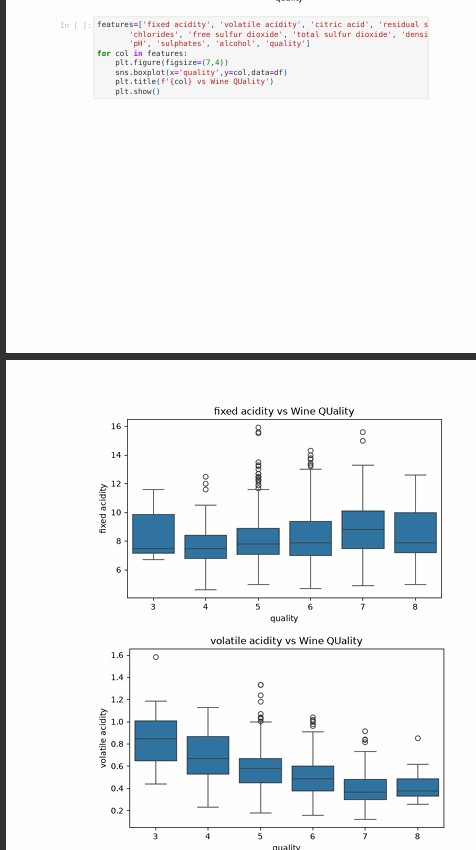 quality
In [ ]: features=['fixed acidity', 'volatile acidity', 'citric acid', 'residual s
'chlorides', 'free sulfur dioxide', 'total sulfur dioxide', 'densi
'pH', 'sulphates', 'alcohol', 'quality']
for col in features:
plt.figure(figsize=(7,4))
sns.boxplot(x='quality',y=col,data=df)
plt.title(f'{col} vs Wine QUality')
plt.show()
fixed acidity vs Wine QUality
16
14
12
10
8
6
fixed acidity
3 4 5 6 7 8
quality
volatile acidity vs Wine QUality
1.6
1.4
1.2
1.0
0.8
0.6
0.4
0.2
volatile acidity
3 4 5 6 7 8
quality